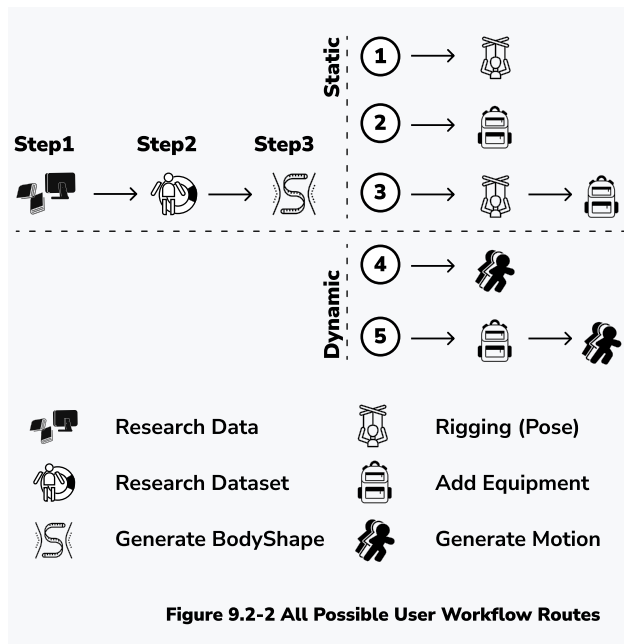 Static
1
2
Step1 Step2 Step3
3
4
Dynamic
5
Research Data
Rigging (Pose)
Research Dataset
Add Equipment
Generate BodyShape
Generate Motion
Figure 9.2-2 All Possible User Workflow Routes